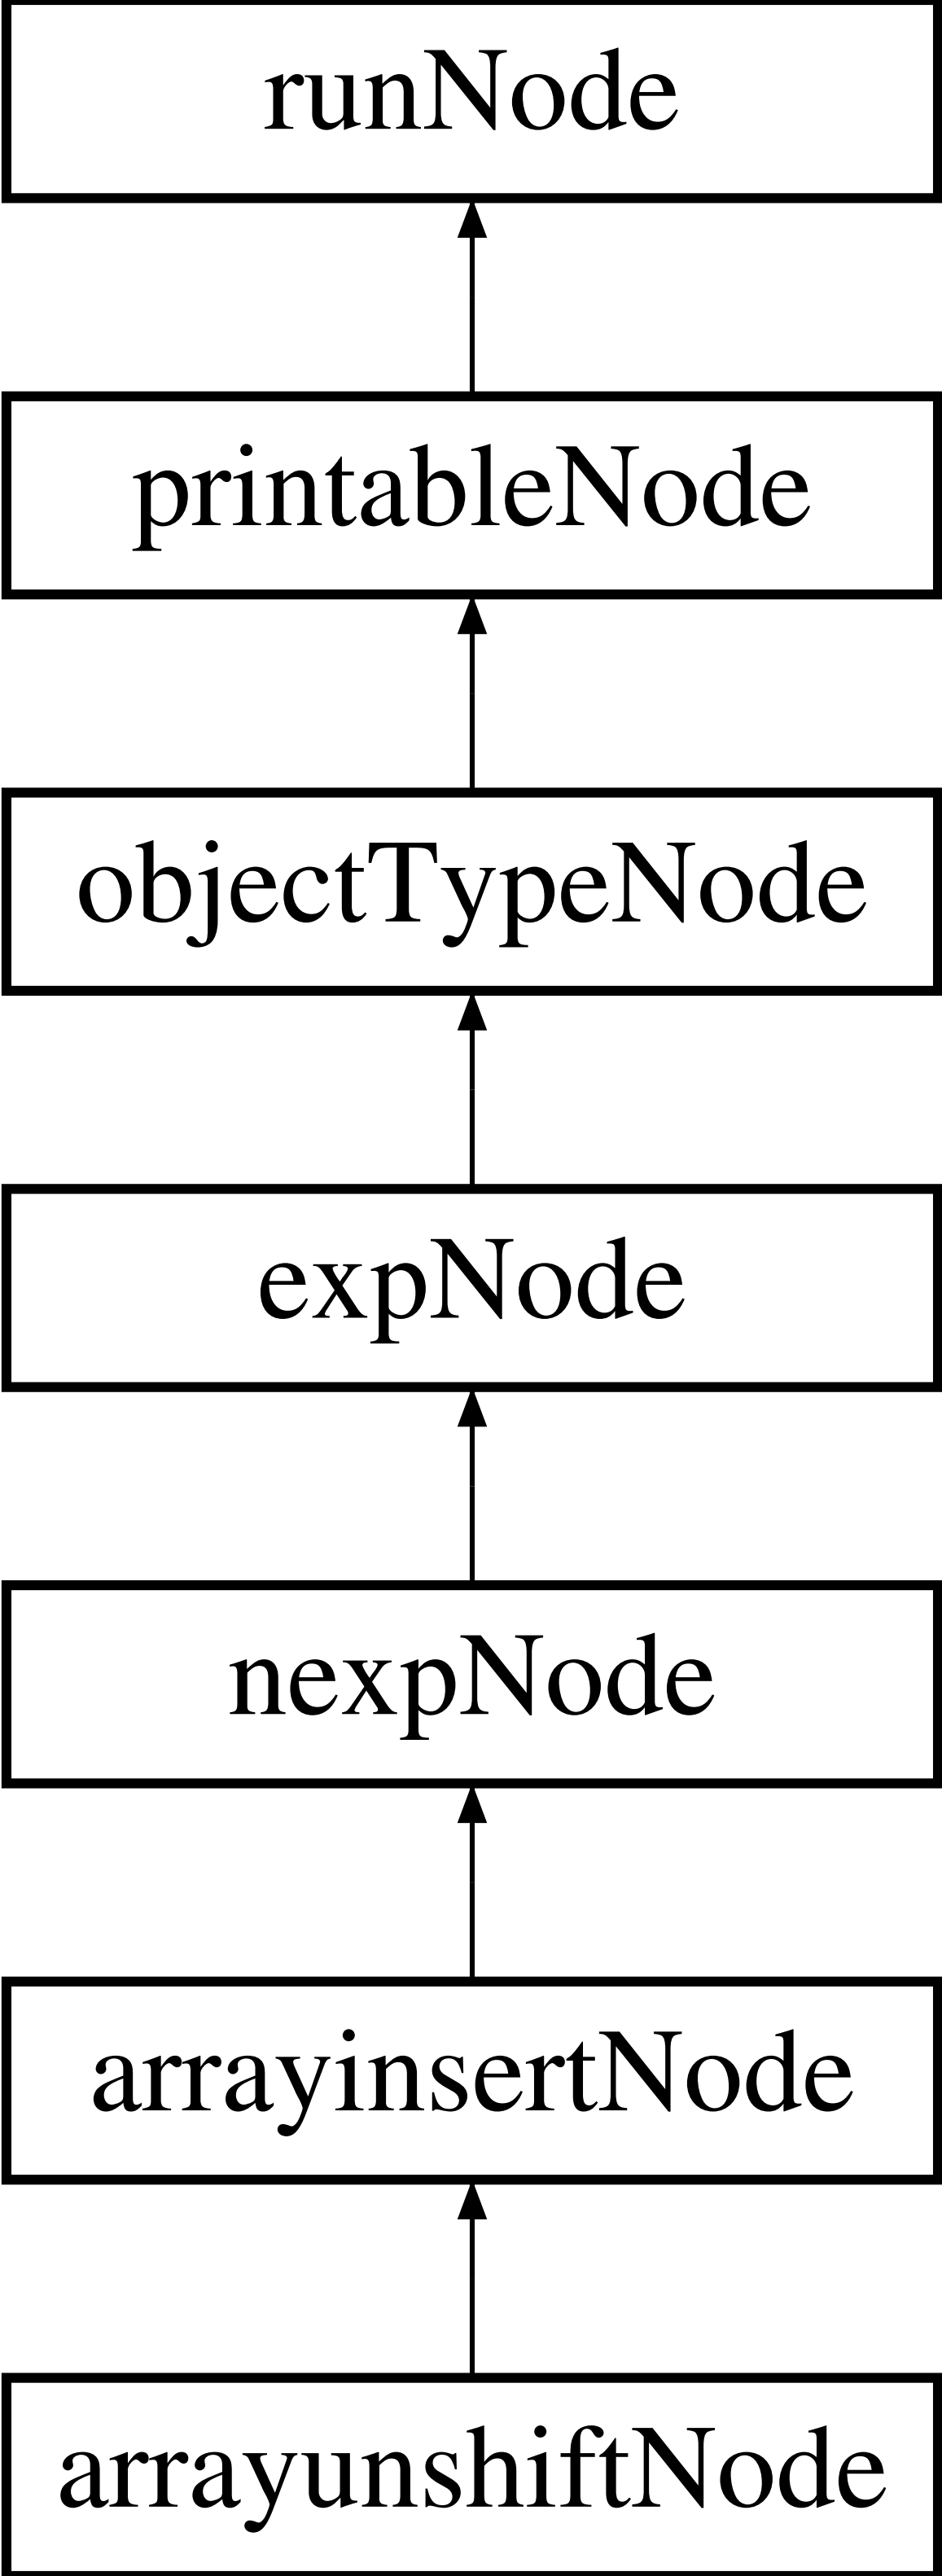 runNode
printableNode
objectTypeNode
expNode
nexpNode
arrayinsertNode
arrayunshiftNode